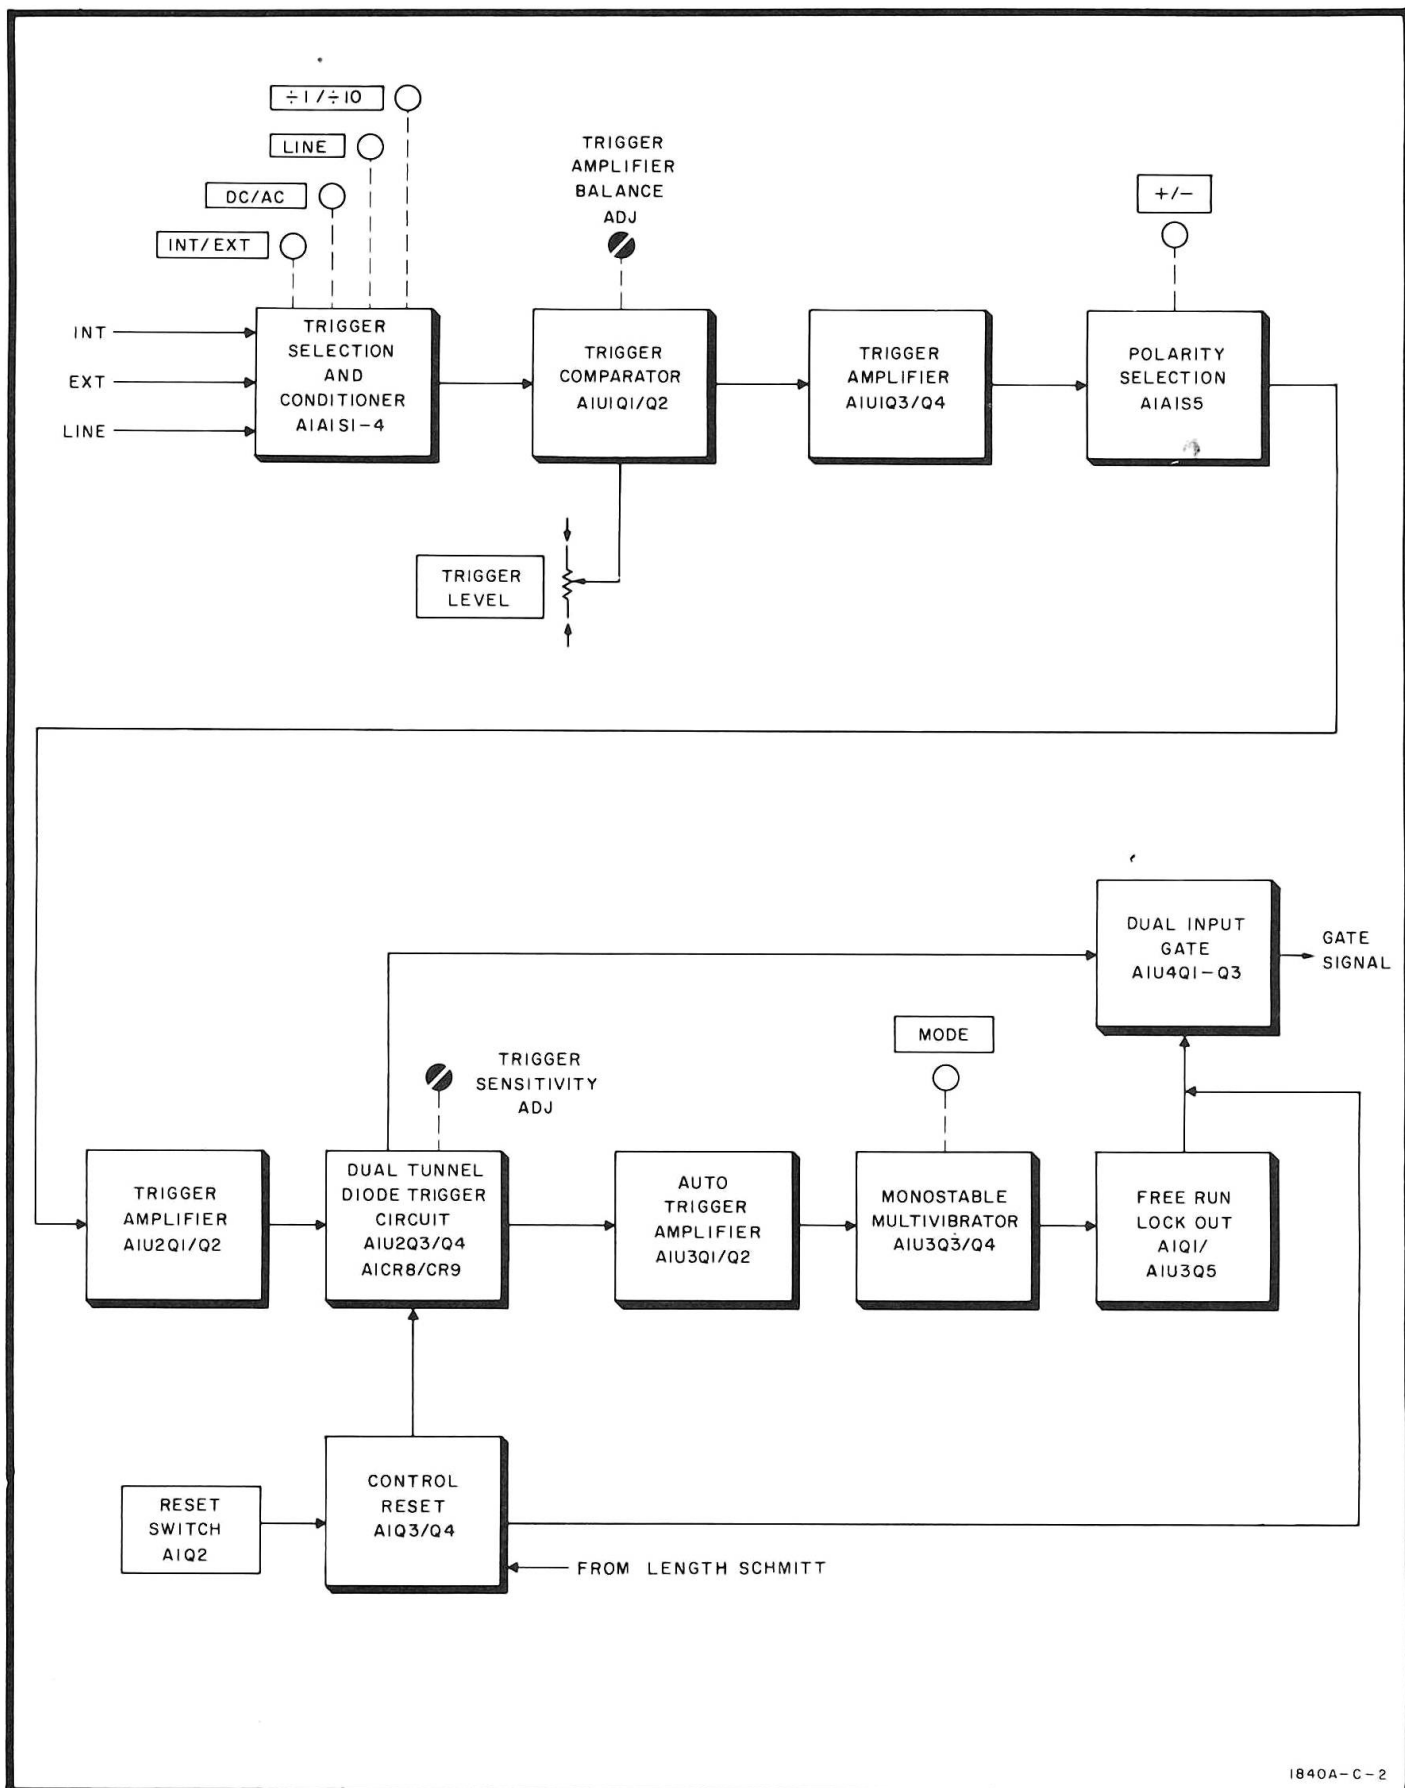 ÷1/÷10
LINE
DC/AC
INT/EXT
TRIGGER
AMPLIFIER
BALANCE
ADJ
+/-
INT
EXT
LINE
TRIGGER
SELECTION
AND
CONDITIONER
A1A1S1-4
TRIGGER
COMPARATOR
A1U1Q1/Q2
TRIGGER
AMPLIFIER
A1U1Q3/Q4
POLARITY
SELECTION
A1A1S5
TRIGGER
LEVEL
DUAL INPUT
GATE
A1U4Q1-Q3
GATE
SIGNAL
MODE
TRIGGER
SENSITIVITY
ADJ
TRIGGER
AMPLIFIER
A1U2Q1/Q2
DUAL TUNNEL
DIODE TRIGGER
CIRCUIT
A1U2Q3/Q4
A1CR8/CR9
AUTO
TRIGGER
AMPLIFIER
A1U3Q1/Q2
MONOSTABLE
MULTIVIBRATOR
A1U3Q3/Q4
FREE RUN
LOCK OUT
A1Q1/
A1U3Q5
RESET
SWITCH
A1Q2
CONTROL
RESET
A1Q3/Q4
FROM LENGTH SCHMITT
1840A-C-2